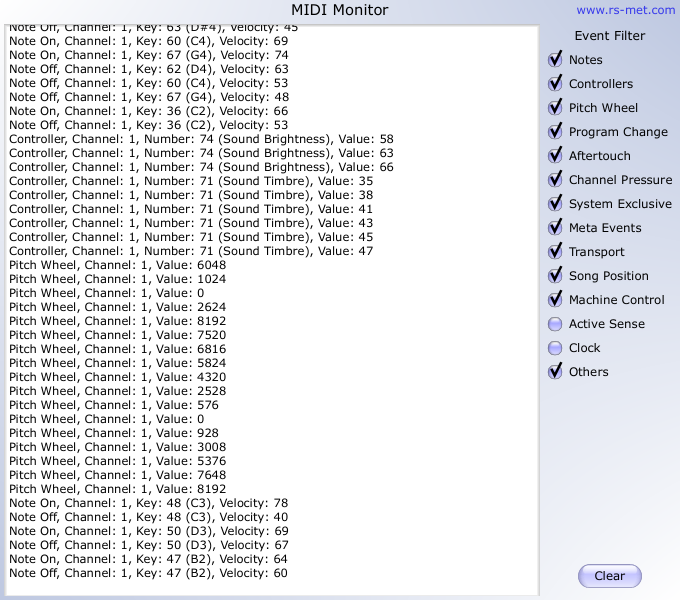 MIDI Monitor
www.rs-met.com
Note Off, Channel: 1, Key: 63 (D#4), Velocity: 45
Note On, Channel: 1, Key: 60 (C4), Velocity: 69
Note On, Channel: 1, Key: 67 (G4), Velocity: 74
Note Off, Channel: 1, Key: 62 (D4), Velocity: 63
Note Off, Channel: 1, Key: 60 (C4), Velocity: 53
Note Off, Channel: 1, Key: 67 (G4), Velocity: 48
Note On, Channel: 1, Key: 36 (C2), Velocity: 66
Note Off, Channel: 1, Key: 36 (C2), Velocity: 53
Controller, Channel: 1, Number: 74 (Sound Brightness), Value: 58
Controller, Channel: 1, Number: 74 (Sound Brightness), Value: 63
Controller, Channel: 1, Number: 74 (Sound Brightness), Value: 66
Controller, Channel: 1, Number: 71 (Sound Timbre), Value: 35
Controller, Channel: 1, Number: 71 (Sound Timbre), Value: 38
Controller, Channel: 1, Number: 71 (Sound Timbre), Value: 41
Controller, Channel: 1, Number: 71 (Sound Timbre), Value: 43
Controller, Channel: 1, Number: 71 (Sound Timbre), Value: 45
Controller, Channel: 1, Number: 71 (Sound Timbre), Value: 47
Pitch Wheel, Channel: 1, Value: 6048
Pitch Wheel, Channel: 1, Value: 1024
Pitch Wheel, Channel: 1, Value: 0
Pitch Wheel, Channel: 1, Value: 2624
Pitch Wheel, Channel: 1, Value: 8192
Pitch Wheel, Channel: 1, Value: 7520
Pitch Wheel, Channel: 1, Value: 6816
Pitch Wheel, Channel: 1, Value: 5824
Pitch Wheel, Channel: 1, Value: 4320
Pitch Wheel, Channel: 1, Value: 2528
Pitch Wheel, Channel: 1, Value: 576
Pitch Wheel, Channel: 1, Value: 0
Pitch Wheel, Channel: 1, Value: 928
Pitch Wheel, Channel: 1, Value: 3008
Pitch Wheel, Channel: 1, Value: 5376
Pitch Wheel, Channel: 1, Value: 7648
Pitch Wheel, Channel: 1, Value: 8192
Note On, Channel: 1, Key: 48 (C3), Velocity: 78
Note Off, Channel: 1, Key: 48 (C3), Velocity: 40
Note On, Channel: 1, Key: 50 (D3), Velocity: 69
Note Off, Channel: 1, Key: 50 (D3), Velocity: 67
Note On, Channel: 1, Key: 47 (B2), Velocity: 64
Note Off, Channel: 1, Key: 47 (B2), Velocity: 60
Event Filter
Notes
Controllers
Pitch Wheel
Program Change
Aftertouch
Channel Pressure
System Exclusive
Meta Events
Transport
Song Position
Machine Control
Active Sense
Clock
Others
Clear